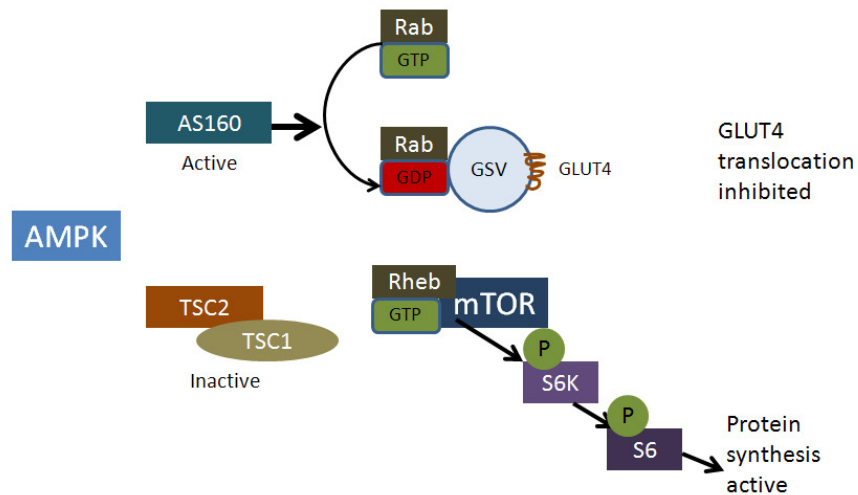 Rab
GTP
AS160
Active
Rab
GDP
GSV
GLUT4
GLUT4
translocation
inhibited
AMPK
TSC2
TSC1
Inactive
Rheb
GTP
mTOR
P
S6K
P
S6
Protein
synthesis
active